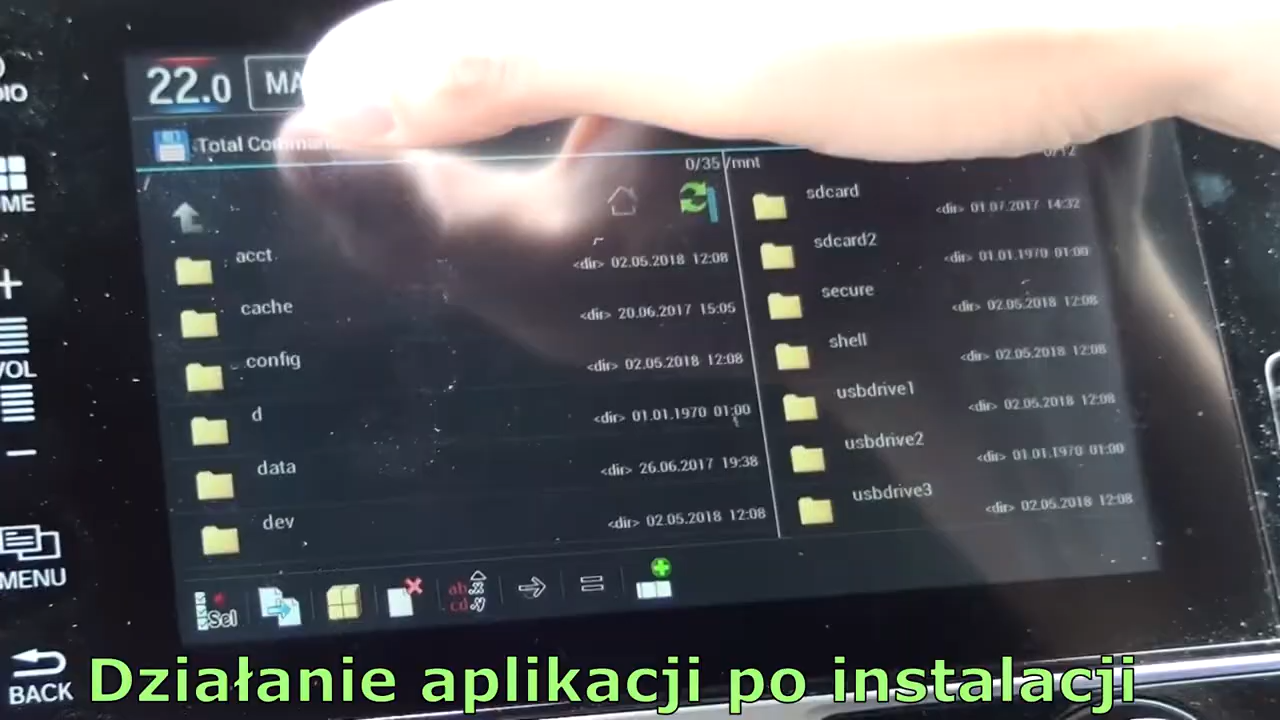 22.0
Total Comman
/
0/35
/mnt
acct
<dir> 02.05.2018 12:08
cache
<dir> 20.06.2017 15:05
config
<dir> 02.05.2018 12:08
d
<dir> 01.01.1970 01:00
data
<dir> 26.06.2017 19:38
dev
<dir> 02.05.2018 12:08
sdcard
<dir> 01.07.2017 14:32
sdcard2
<dir> 01.01.1970 01:00
secure
<dir> 02.05.2018 12:08
shell
<dir> 02.05.2018 12:08
usbdrive1
<dir> 02.05.2018 12:08
usbdrive2
<dir> 01.01.1970 01:00
usbdrive3
<dir> 02.05.2018 12:08
Sel
VOL
MENU
BACK
Działanie aplikacji po instalacji